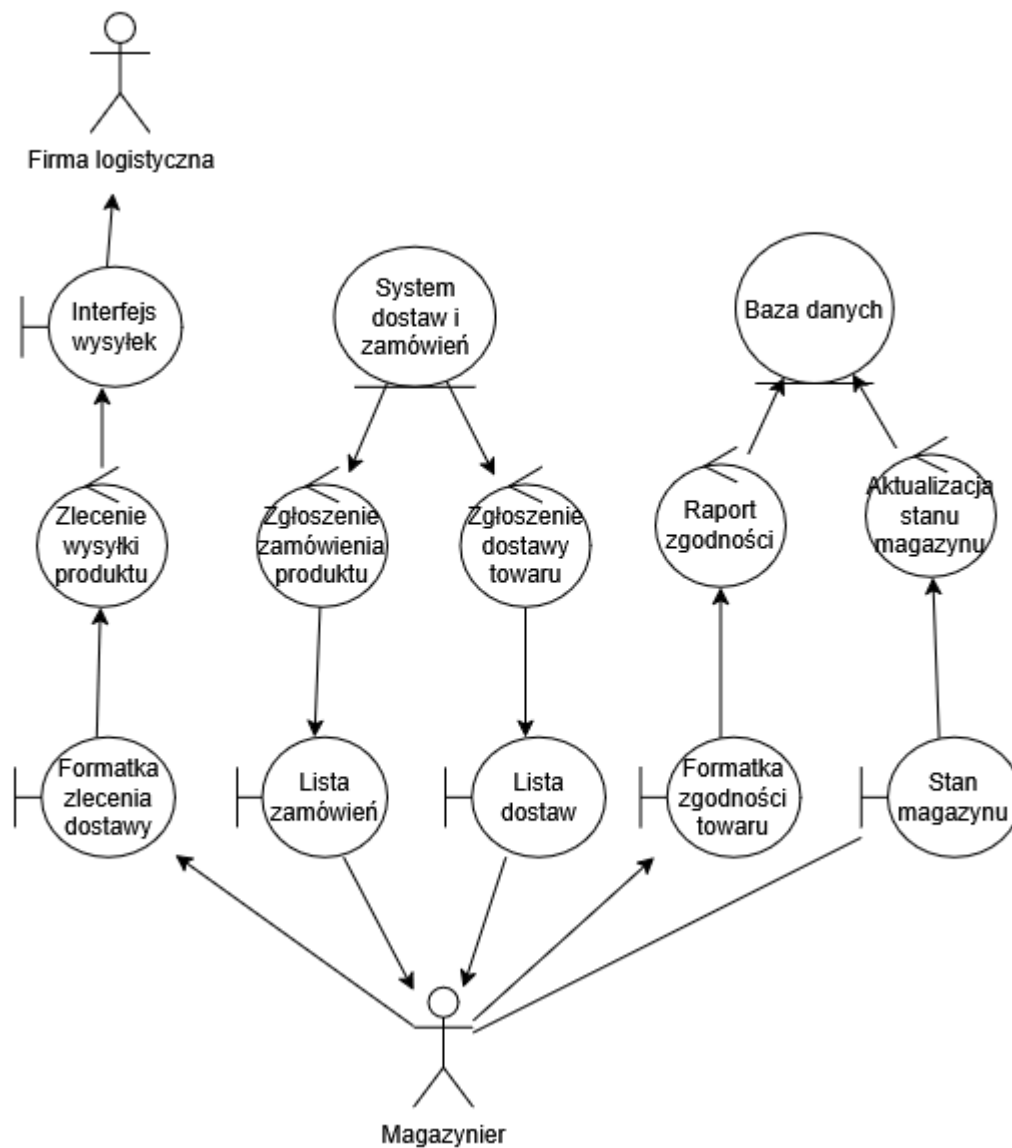 Firma logistyczna
Interfejs
wysyłek
System
dostaw i
zamówień
Baza danych
Zlecenie
wysyłki
produktu
Zgłoszenie
zamówienia
produktu
Zgłoszenie
dostawy
towaru
Raport
zgodności
Aktualizacja
stanu
magazynu
Formatka
zlecenia
dostawy
Lista
zamówień
Lista
dostaw
Formatka
zgodności
towaru
Stan
magazynu
Magazynier